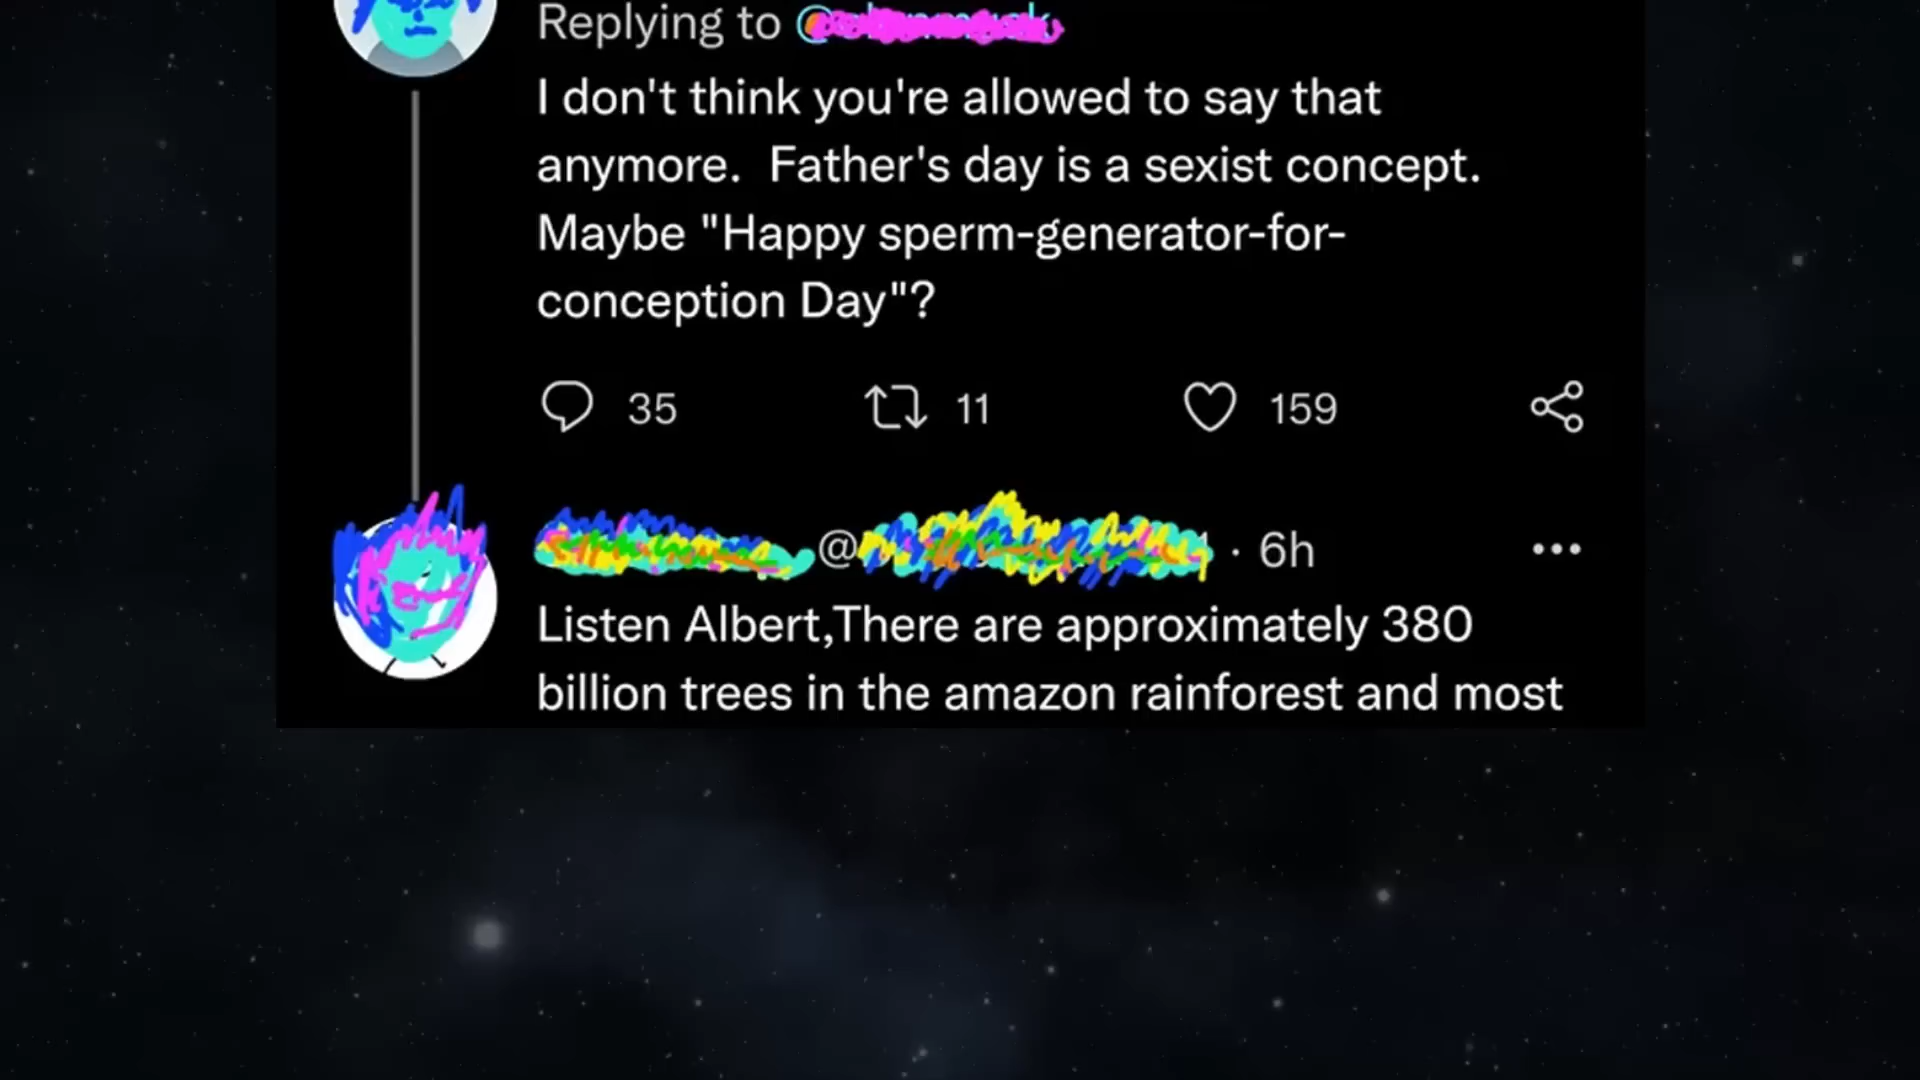 Replying to
I don't think you're allowed to say that
anymore.  Father's day is a sexist concept.
Maybe "Happy sperm-generator-for-
conception Day"?
35 11 159
@ · 6h
Listen Albert,There are approximately 380
billion trees in the amazon rainforest and most